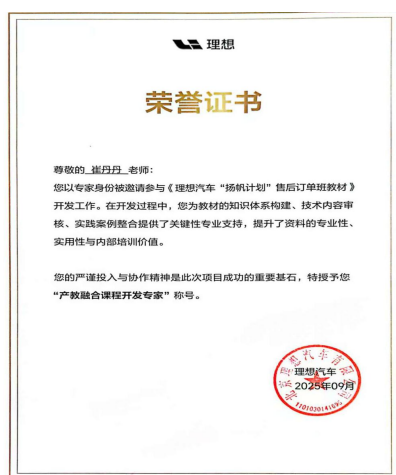 理想
荣誉证书
尊敬的 崔丹丹 老师：
您以专家身份被邀请参与《理想汽车“扬帆计划”售后订单班教材》
开发工作。在开发过程中，您为教材的知识体系构建、技术内容审
核、实践案例整合提供了关键性专业支持，提升了资料的专业性、
实用性与内部培训价值。
您的严谨投入与协作精神是此次项目成功的重要基石，特授予您
“产教融合课程开发专家”称号。
理想汽车
2025年09月